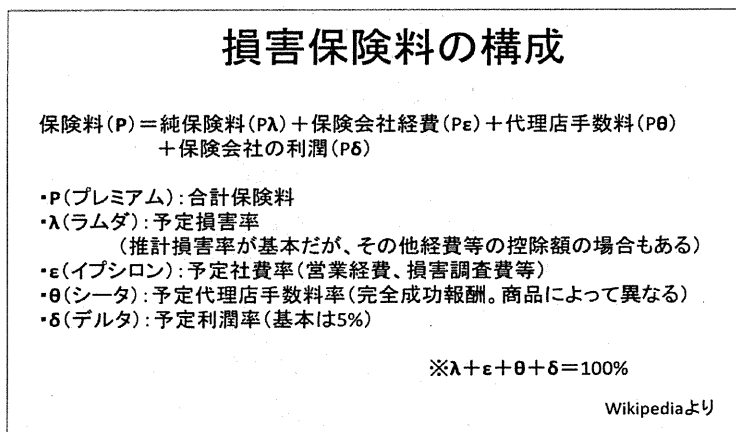 損害保険料の構成
保険料(P)=純保険料(Pλ)+保険会社経費(Pε)+代理店手数料(Pθ)
+保険会社の利潤(Pδ)
・P(プレミアム):合計保険料
・λ(ラムダ):予定損害率
(推計損害率が基本だが、その他経費等の控除額の場合もある)
・ε(イプシロン):予定社費率(営業経費、損害調査費等)
・θ(シータ):予定代理店手数料率(完全成功報酬。商品によって異なる)
・δ(デルタ):予定利潤率(基本は5%)
※λ+ε+θ+δ=100%
Wikipediaより